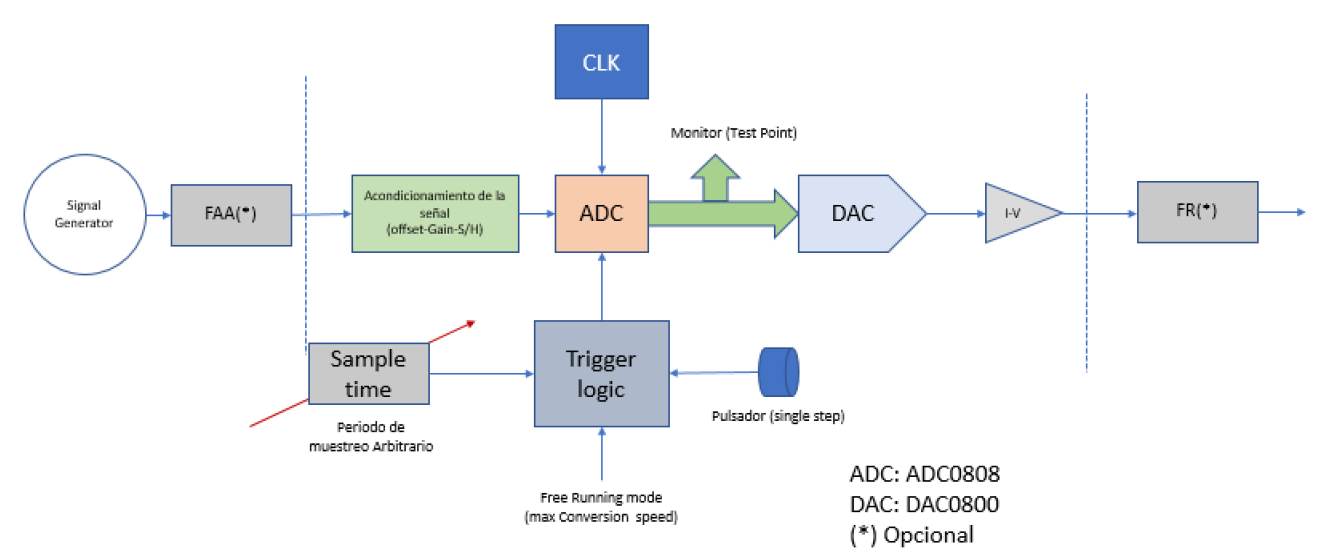 CLK
Monitor (Test Point)
Signal
Generator
FAA(*)
Acondicionamiento de la
señal
(offset-Gain-S/H)
ADC
DAC
I-V
FR(*)
Sample
time
Trigger
logic
Periodo de
muestreo Arbitrario
Pulsador (single step)
Free Running mode
(max Conversion speed)
ADC: ADC0808
DAC: DAC0800
(*) Opcional